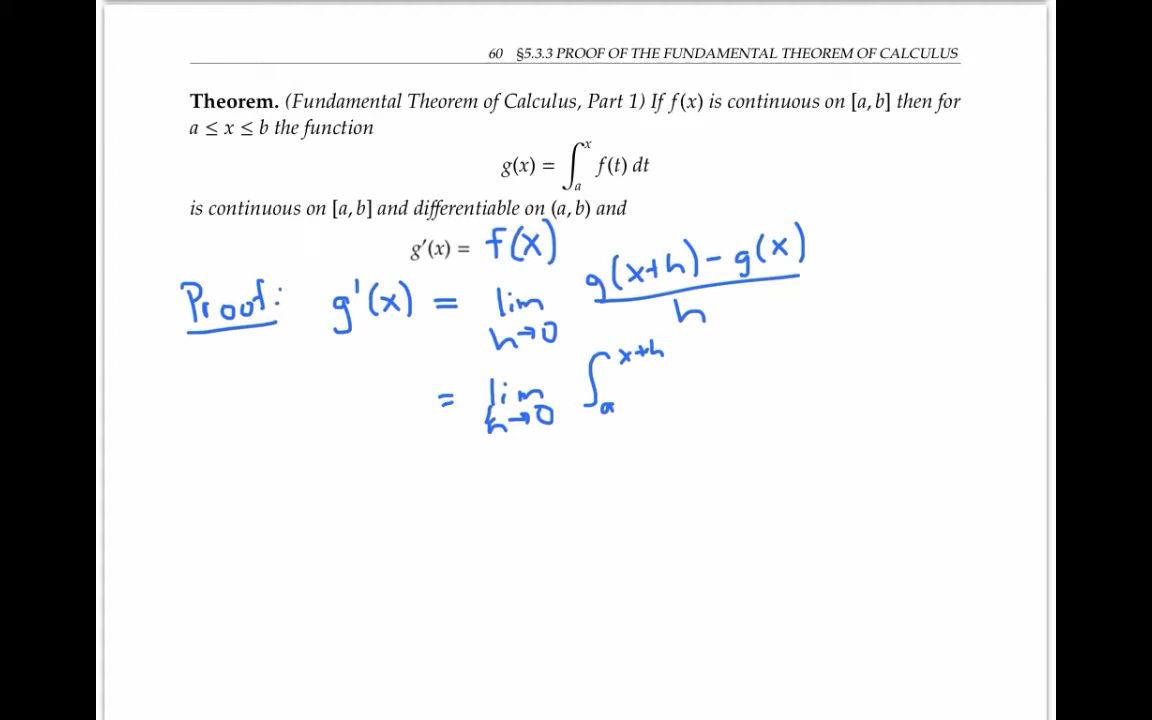 60 §5.3.3 PROOF OF THE FUNDAMENTAL THEOREM OF CALCULUS
Theorem. (Fundamental Theorem of Calculus, Part 1) If f(x) is continuous on [a, b] then for
a ≤ x ≤ b the function
g(x) = ∫_a^x f(t) dt
is continuous on [a, b] and differentiable on (a, b) and
g′(x) = f(x)
Proof: g'(x) = lim_{h→0} (g(x+h) - g(x))/h
= lim_{h→0} ∫_a^{x+h}